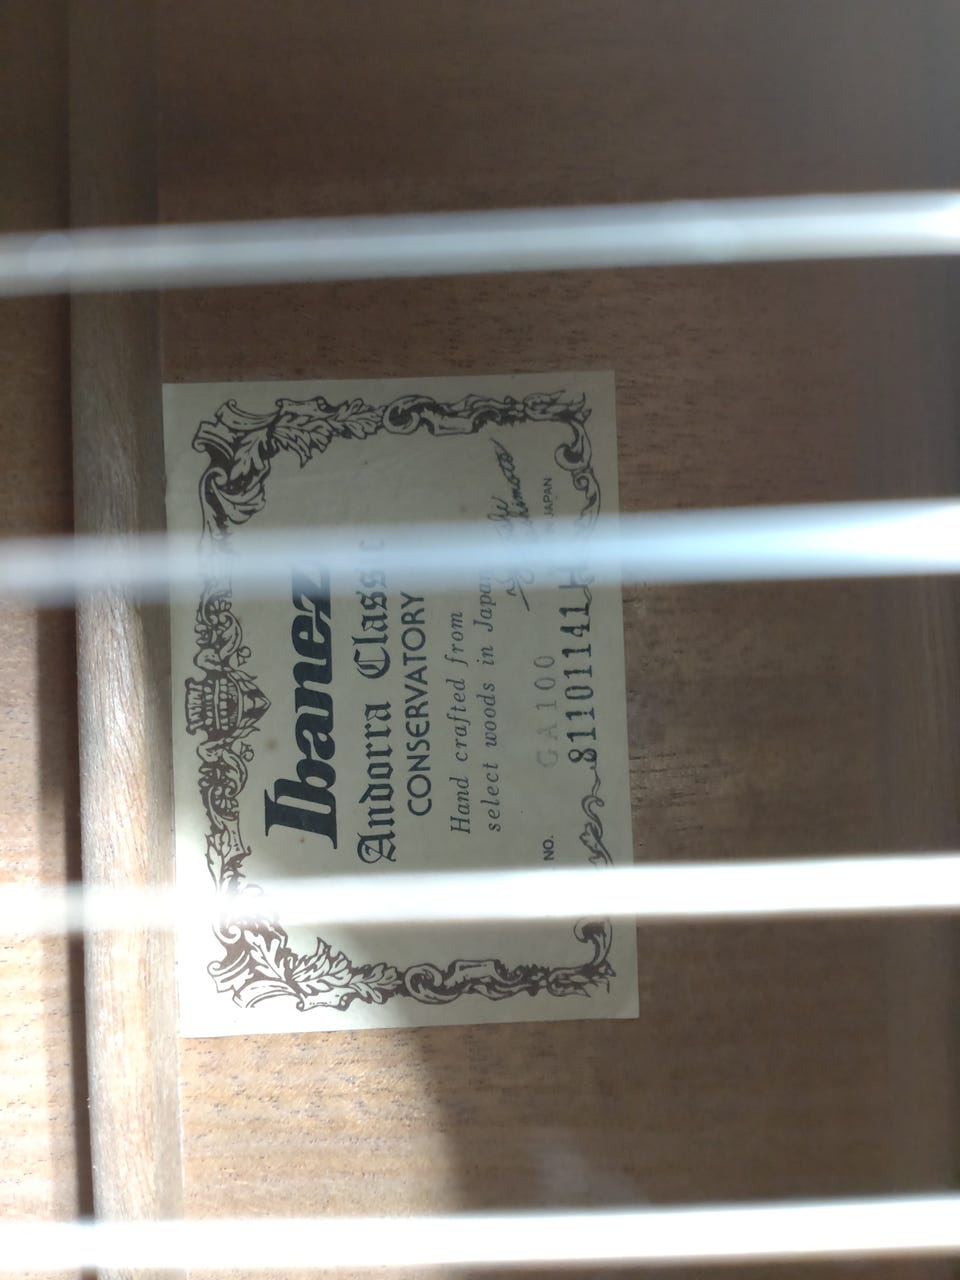 Ibanez
Andorra Classic
CONSERVATORY
Hand crafted from
select woods in Japan
NO. GA100 JAPAN
81101141